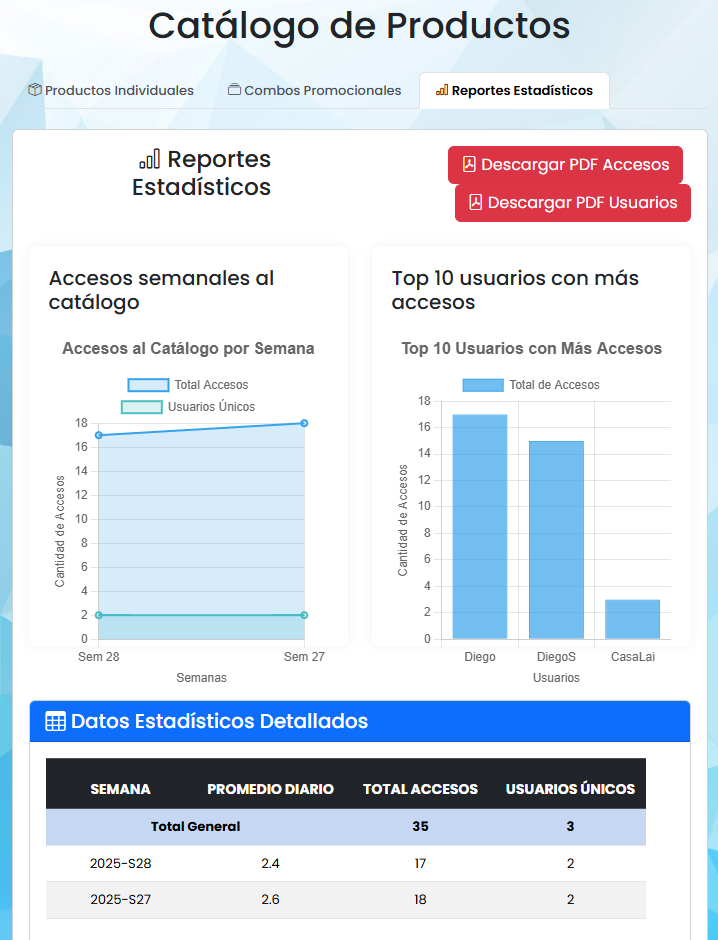 Catálogo de Productos
Productos Individuales
Combos Promocionales
Reportes Estadísticos
Reportes
Estadísticos
Descargar PDF Accesos
Descargar PDF Usuarios
Accesos semanales al
catálogo
Accesos al Catálogo por Semana
Total Accesos
Usuarios Únicos
18
16
14
12
10
8
6
4
2
0
Cantidad de Accesos
Sem 28
Sem 27
Semanas
Top 10 usuarios con más
accesos
Top 10 Usuarios con Más Accesos
Total de Accesos
18
16
14
12
10
8
6
4
2
0
Cantidad de Accesos
Diego
DiegoS
CasaLai
Usuarios
Datos Estadísticos Detallados
SEMANA PROMEDIO DIARIO TOTAL ACCESOS USUARIOS ÚNICOS
Total General 35 3
2025-S28 2.4 17 2
2025-S27 2.6 18 2